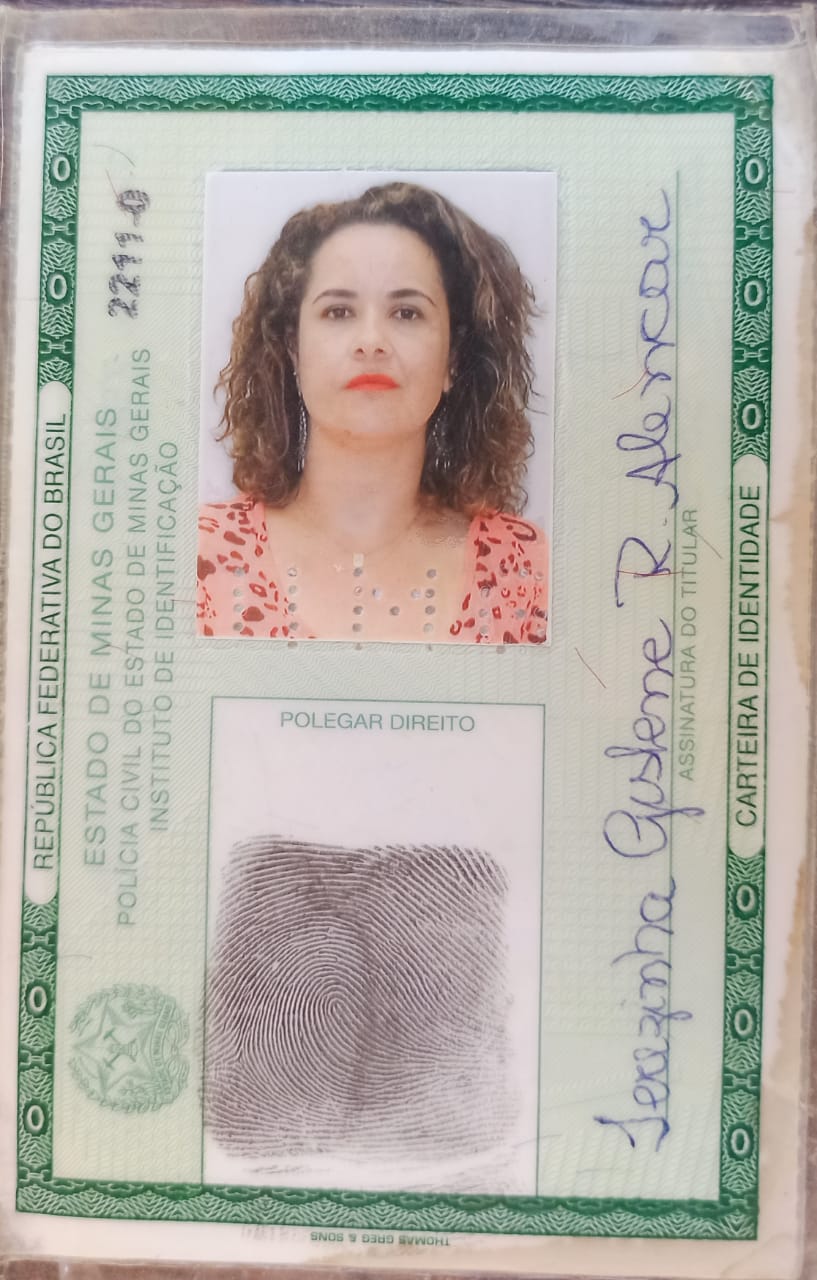 REPÚBLICA FEDERATIVA DO BRASIL
ESTADO DE MINAS GERAIS
POLÍCIA CIVIL DO ESTADO DE MINAS GERAIS
INSTITUTO DE IDENTIFICAÇÃO
2211-0
POLEGAR DIREITO
Terezinha R. Alencar
ASSINATURA DO TITULAR
CARTEIRA DE IDENTIDADE
THOMAS GREG & SONS